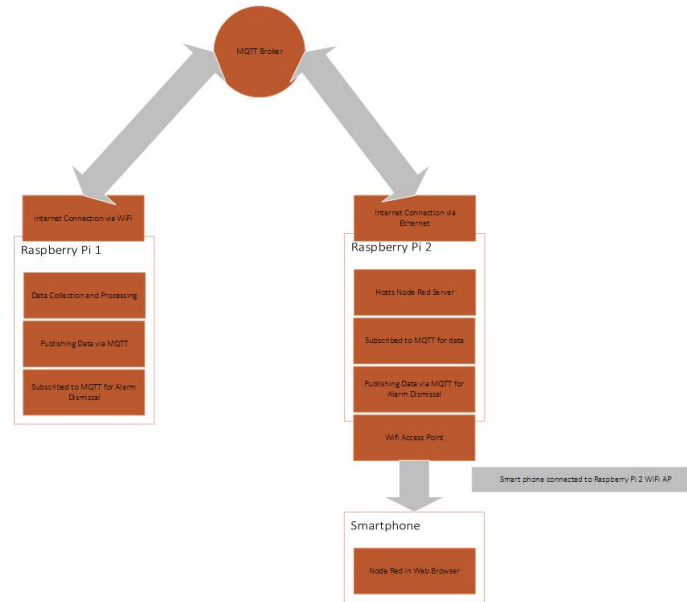 MQTT Broker
Internet Connection via WiFi
Raspberry Pi 1
Data Collection and Processing
Publishing Data via MQTT
Subscribed to MQTT for Alarm
Dismissal
Internet Connection via
Ethernet
Raspberry Pi 2
Hosts Node Red Server
Subscribed to MQTT for data
Publishing Data via MQTT for
Alarm Dismissal
Wifi Access Point
Smart phone connected to Raspberry Pi 2 WiFi AP
Smartphone
Node Red in Web Browser